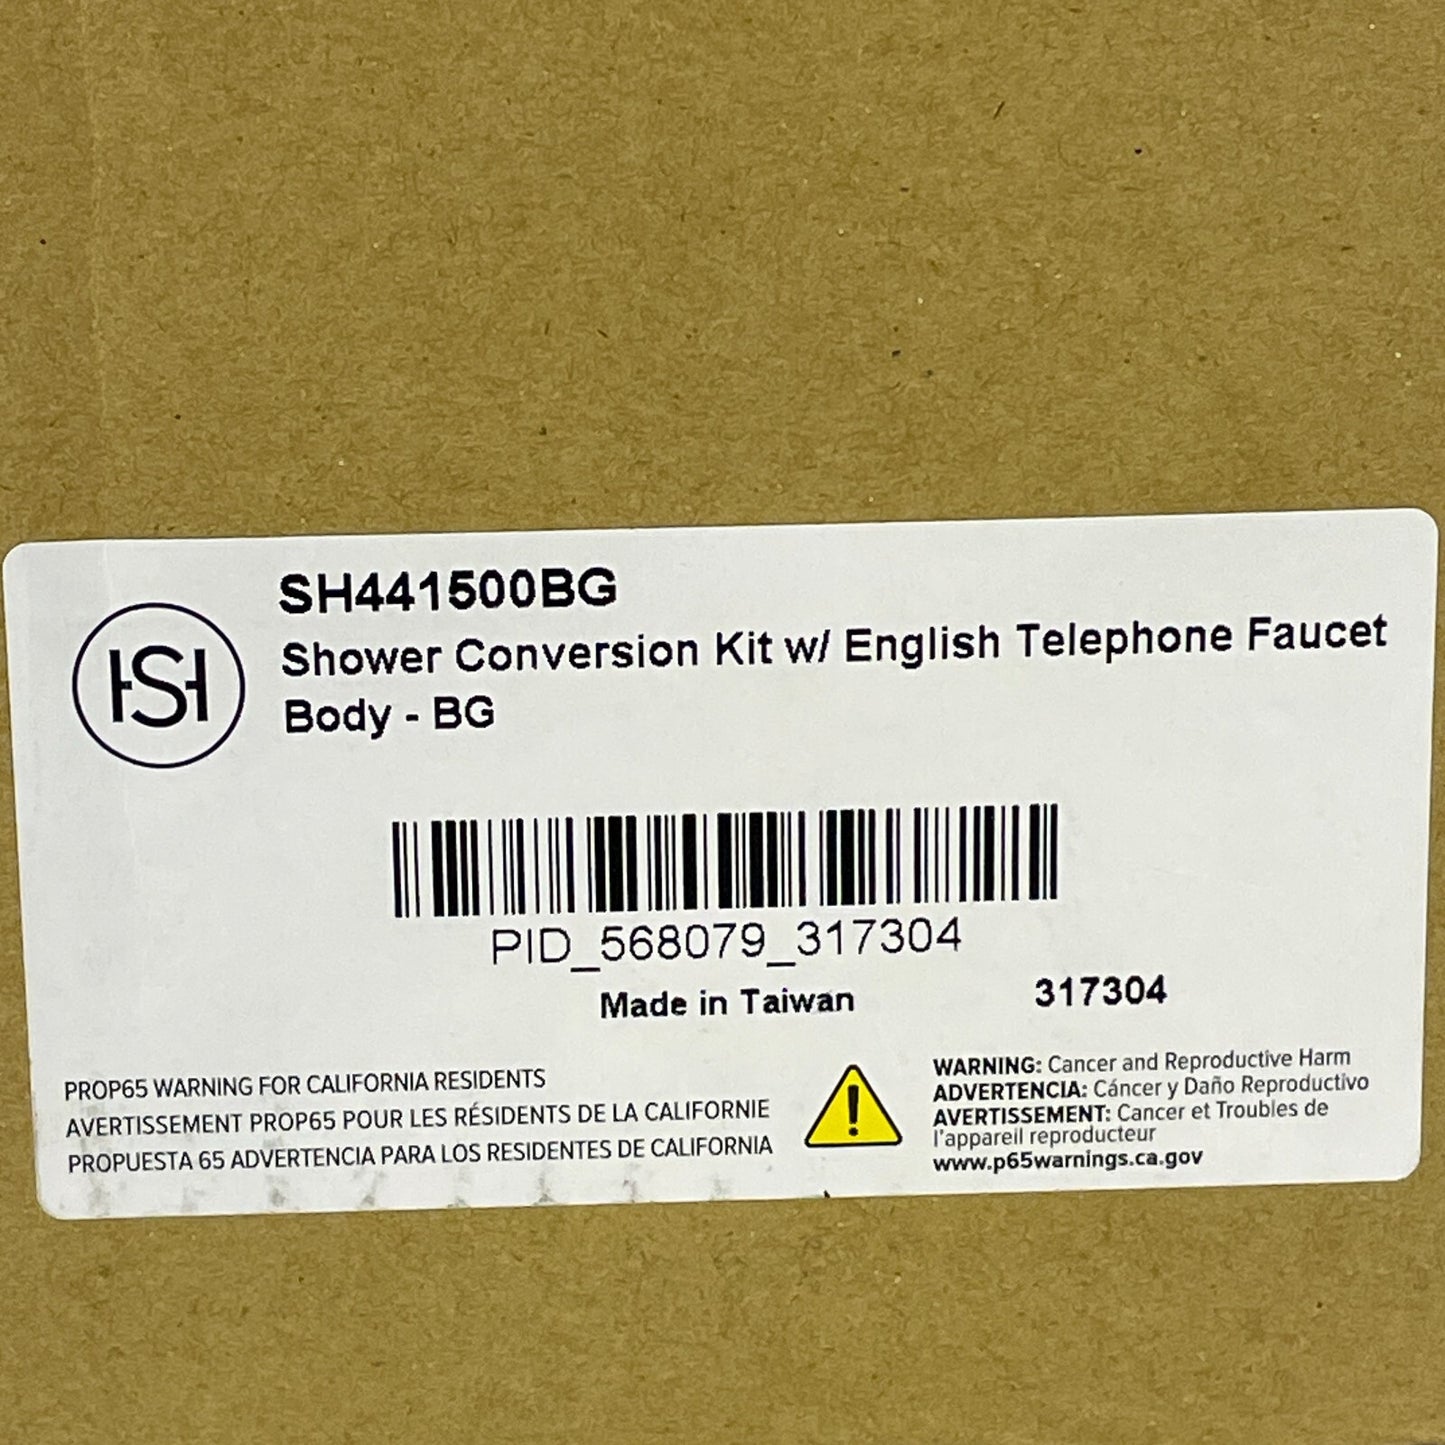 SH441500BG
Shower Conversion Kit w/ English Telephone Faucet
Body - BG
HSH
PID_568079_317304
Made in Taiwan
317304
PROP65 WARNING FOR CALIFORNIA RESIDENTS
AVERTISSEMENT PROP65 POUR LES RÉSIDENTS DE LA CALIFORNIE
PROPUESTA 65 ADVERTENCIA PARA LOS RESIDENTES DE CALIFORNIA
WARNING: Cancer and Reproductive Harm
ADVERTENCIA: Cáncer y Daño Reproductivo
AVERTISSEMENT: Cancer et Troubles de
l'appareil reproducteur
www.p65warnings.ca.gov